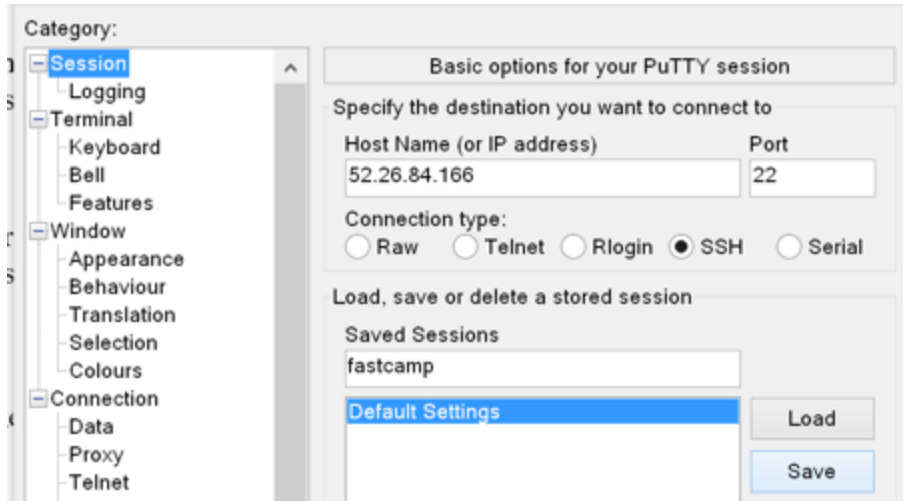 Category:
Session
Logging
Terminal
Keyboard
Bell
Features
Window
Appearance
Behaviour
Translation
Selection
Colours
Connection
Data
Proxy
Telnet
Basic options for your PuTTY session
Specify the destination you want to connect to
Host Name (or IP address) Port
52.26.84.166 22
Connection type:
Raw Telnet Rlogin SSH Serial
Load, save or delete a stored session
Saved Sessions
fastcamp
Default Settings
Load
Save